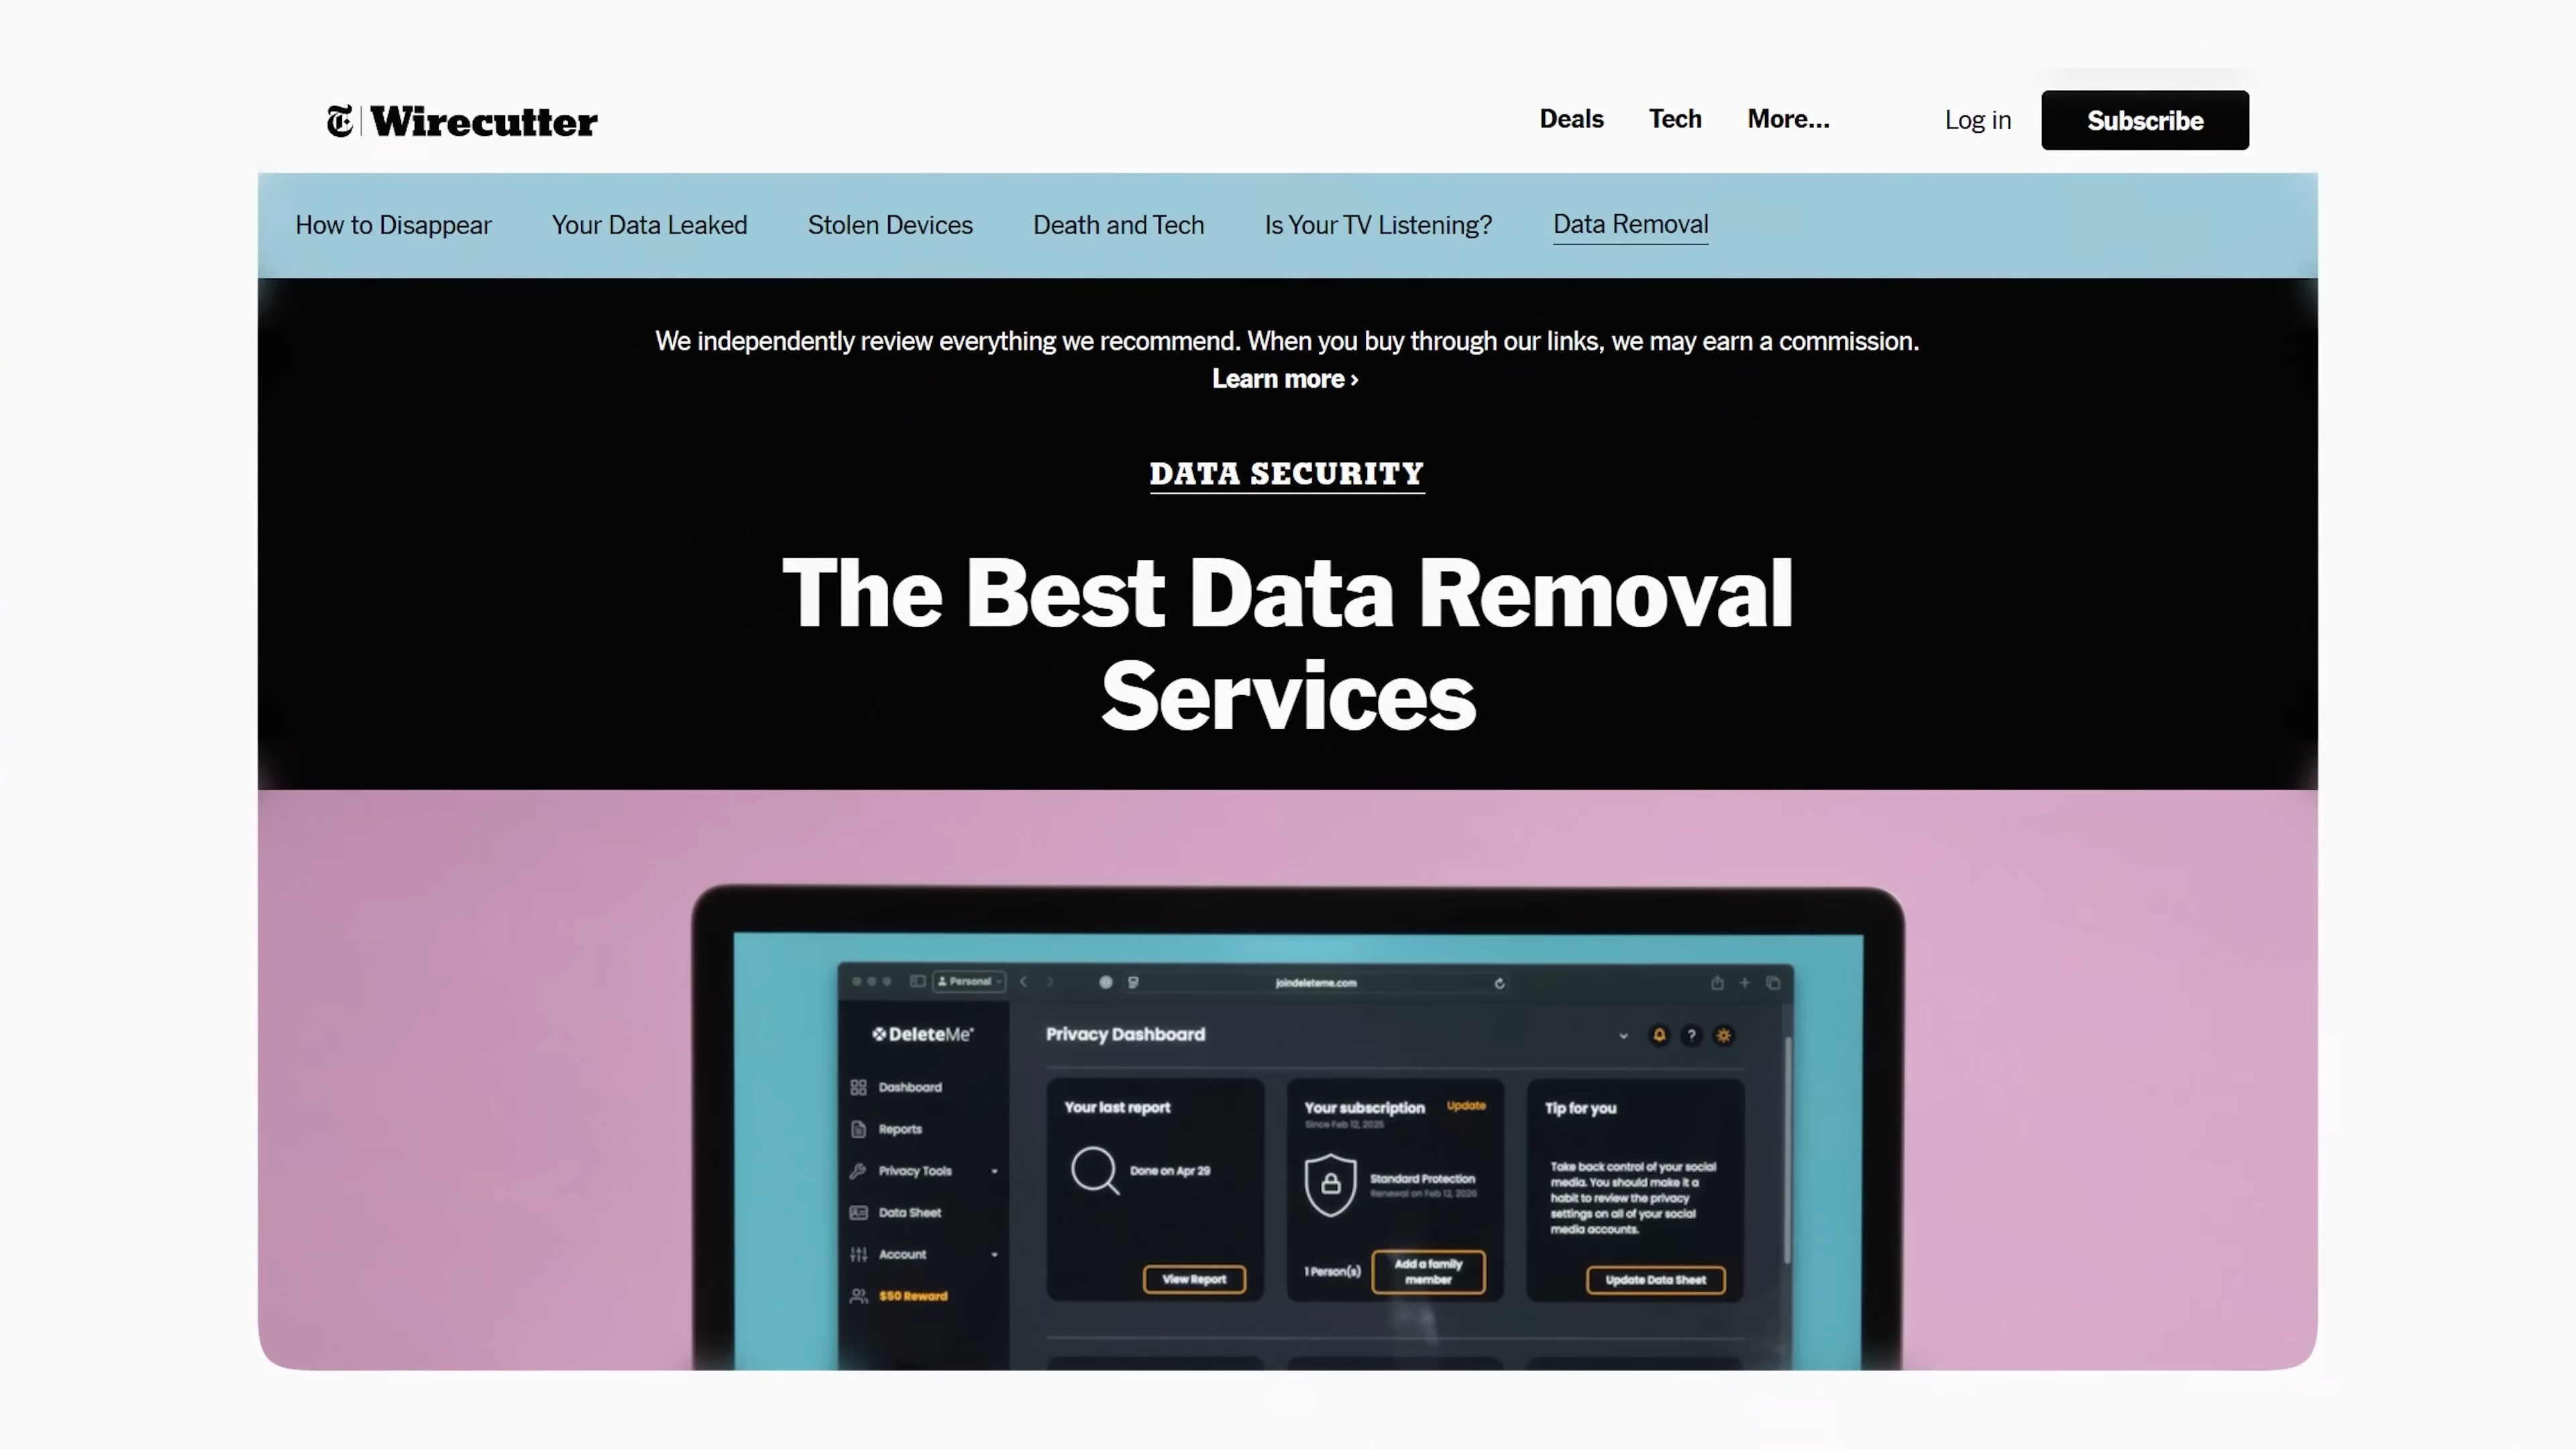 T Wirecutter
Deals Tech More... Log in Subscribe
How to Disappear Your Data Leaked Stolen Devices Death and Tech Is Your TV Listening? Data Removal
We independently review everything we recommend. When you buy through our links, we may earn a commission.
Learn more ›
DATA SECURITY
The Best Data Removal
Services
Personal
joindeleteme.com
DeleteMe
Dashboard
Reports
Privacy Tools
Data Sheet
Account
$50 Reward
Privacy Dashboard
?
Your last report
Done on Apr 29
View Report
Your subscription Update
Since Feb 12, 2025
Standard Protection
Renewal on Feb 12, 2026
1 Person(s)
Add a family
member
Tip for you
Take back control of your social
media. You should make it a
habit to review the privacy
settings on all of your social
media accounts.
Update Data Sheet